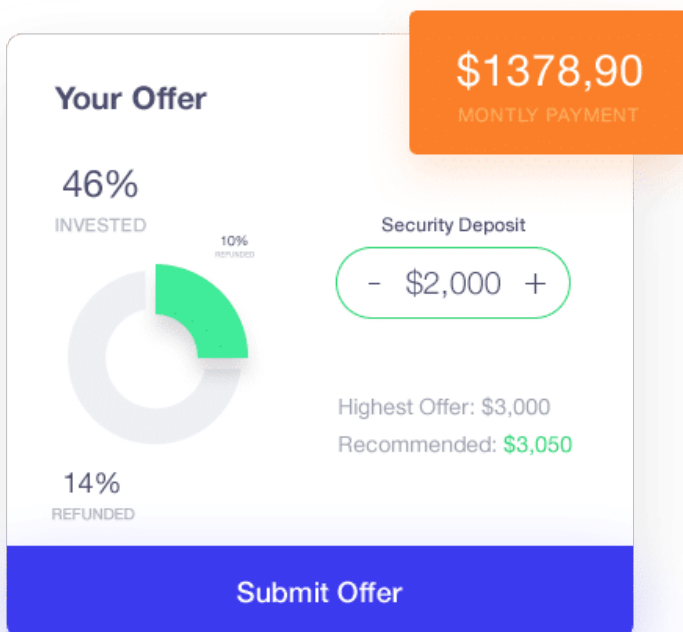 $1378,90
MONTLY PAYMENT
Your Offer
46%
INVESTED
10%
REFUNDED
Security Deposit
- $2,000 +
Highest Offer: $3,000
Recommended: $3,050
14%
REFUNDED
Submit Offer